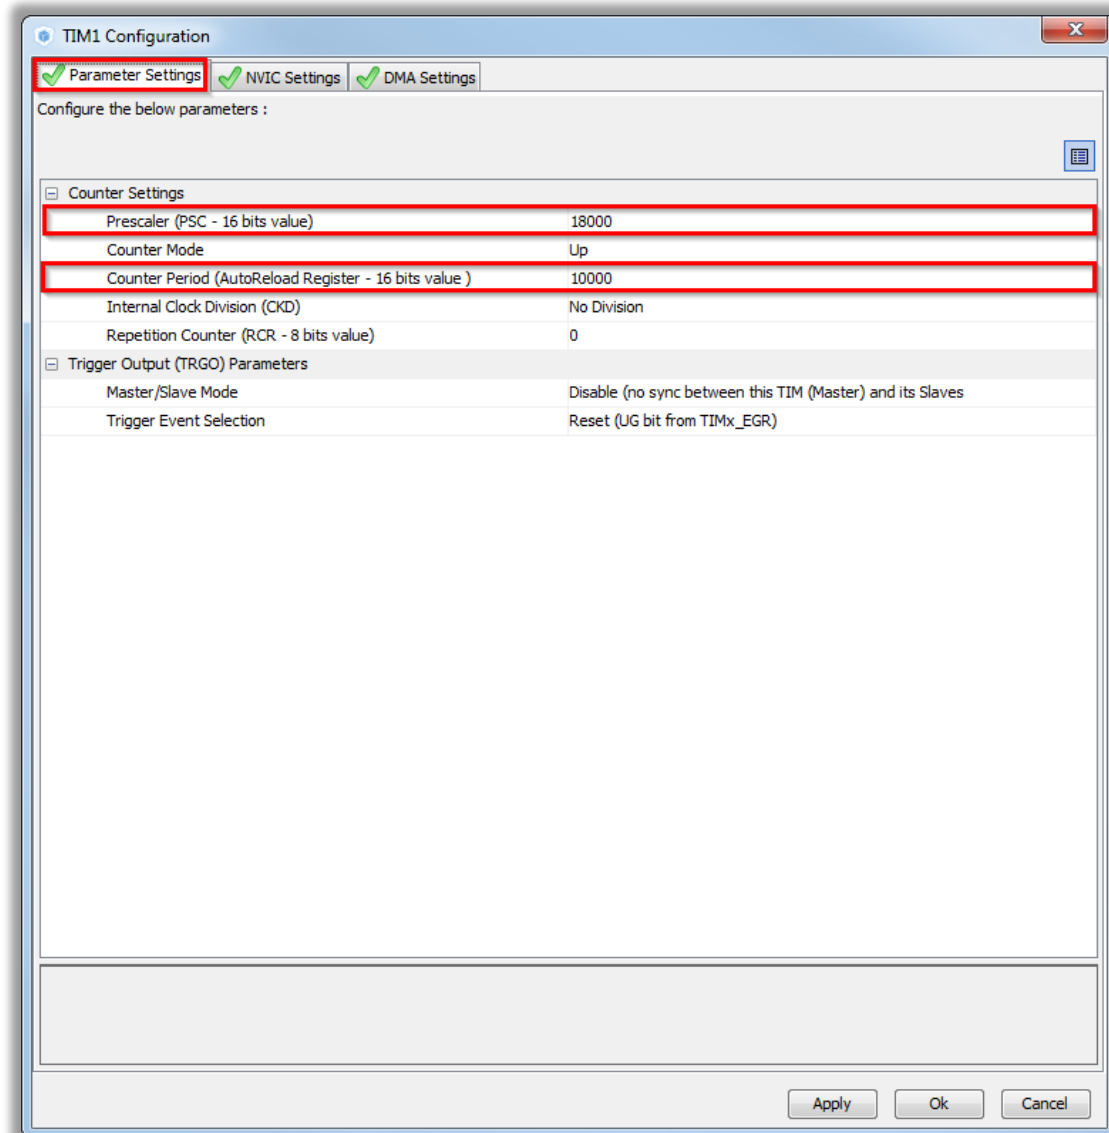 TIM1 Configuration
Parameter Settings NVIC Settings DMA Settings
Configure the below parameters :
Counter Settings
Prescaler (PSC - 16 bits value) 18000
Counter Mode Up
Counter Period (AutoReload Register - 16 bits value ) 10000
Internal Clock Division (CKD) No Division
Repetition Counter (RCR - 8 bits value) 0
Trigger Output (TRGO) Parameters
Master/Slave Mode Disable (no sync between this TIM (Master) and its Slaves
Trigger Event Selection Reset (UG bit from TIMx_EGR)
Apply Ok Cancel